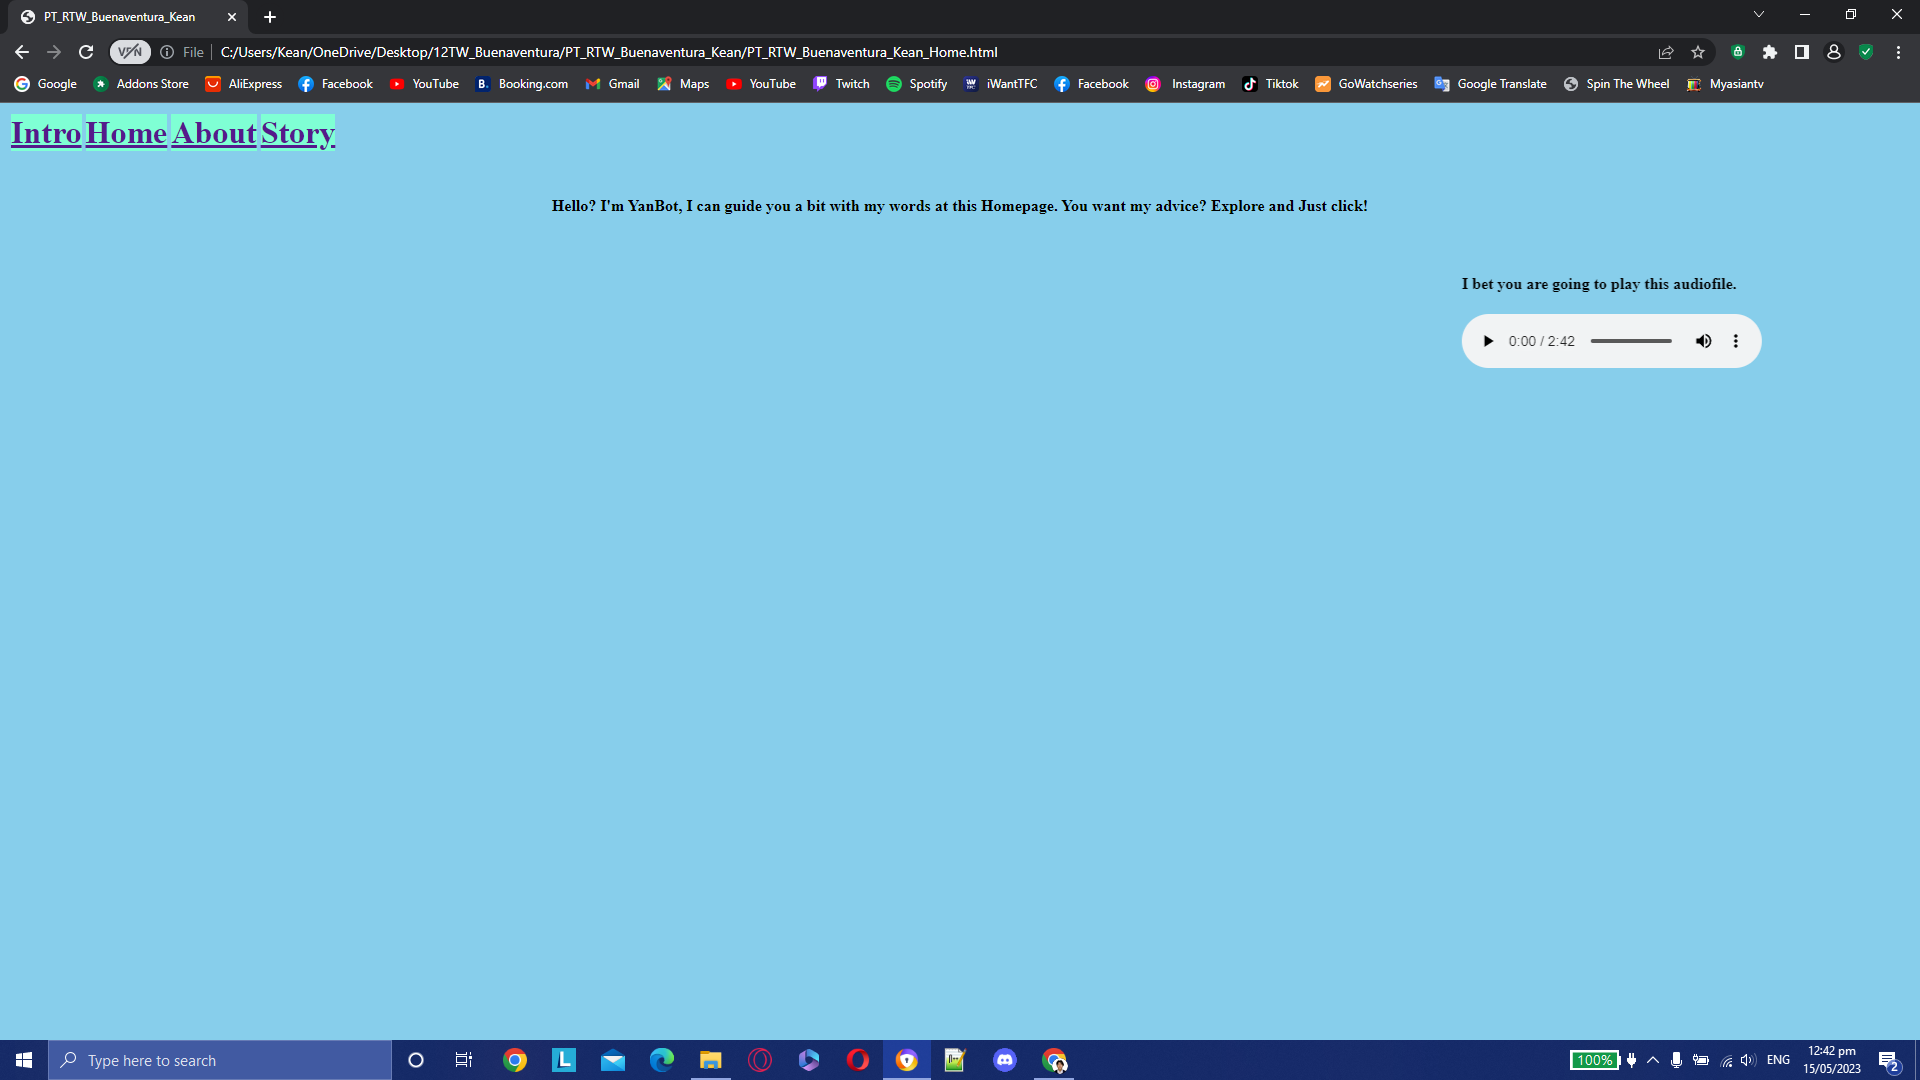 PT_RTW_Buenaventura_Kean
VPN File C:/Users/Kean/OneDrive/Desktop/12TW_Buenaventura/PT_RTW_Buenaventura_Kean/PT_RTW_Buenaventura_Kean_Home.html
Google Addons Store AliExpress Facebook YouTube Booking.com Gmail Maps YouTube Twitch Spotify iWantTFC Facebook Instagram Tiktok GoWatchseries Google Translate Spin The Wheel Myasiantv
Intro Home About Story
Hello? I'm YanBot, I can guide you a bit with my words at this Homepage. You want my advice? Explore and Just click!
I bet you are going to play this audiofile.
0:00 / 2:42
Type here to search
100% ENG 12:42 pm
15/05/2023 2